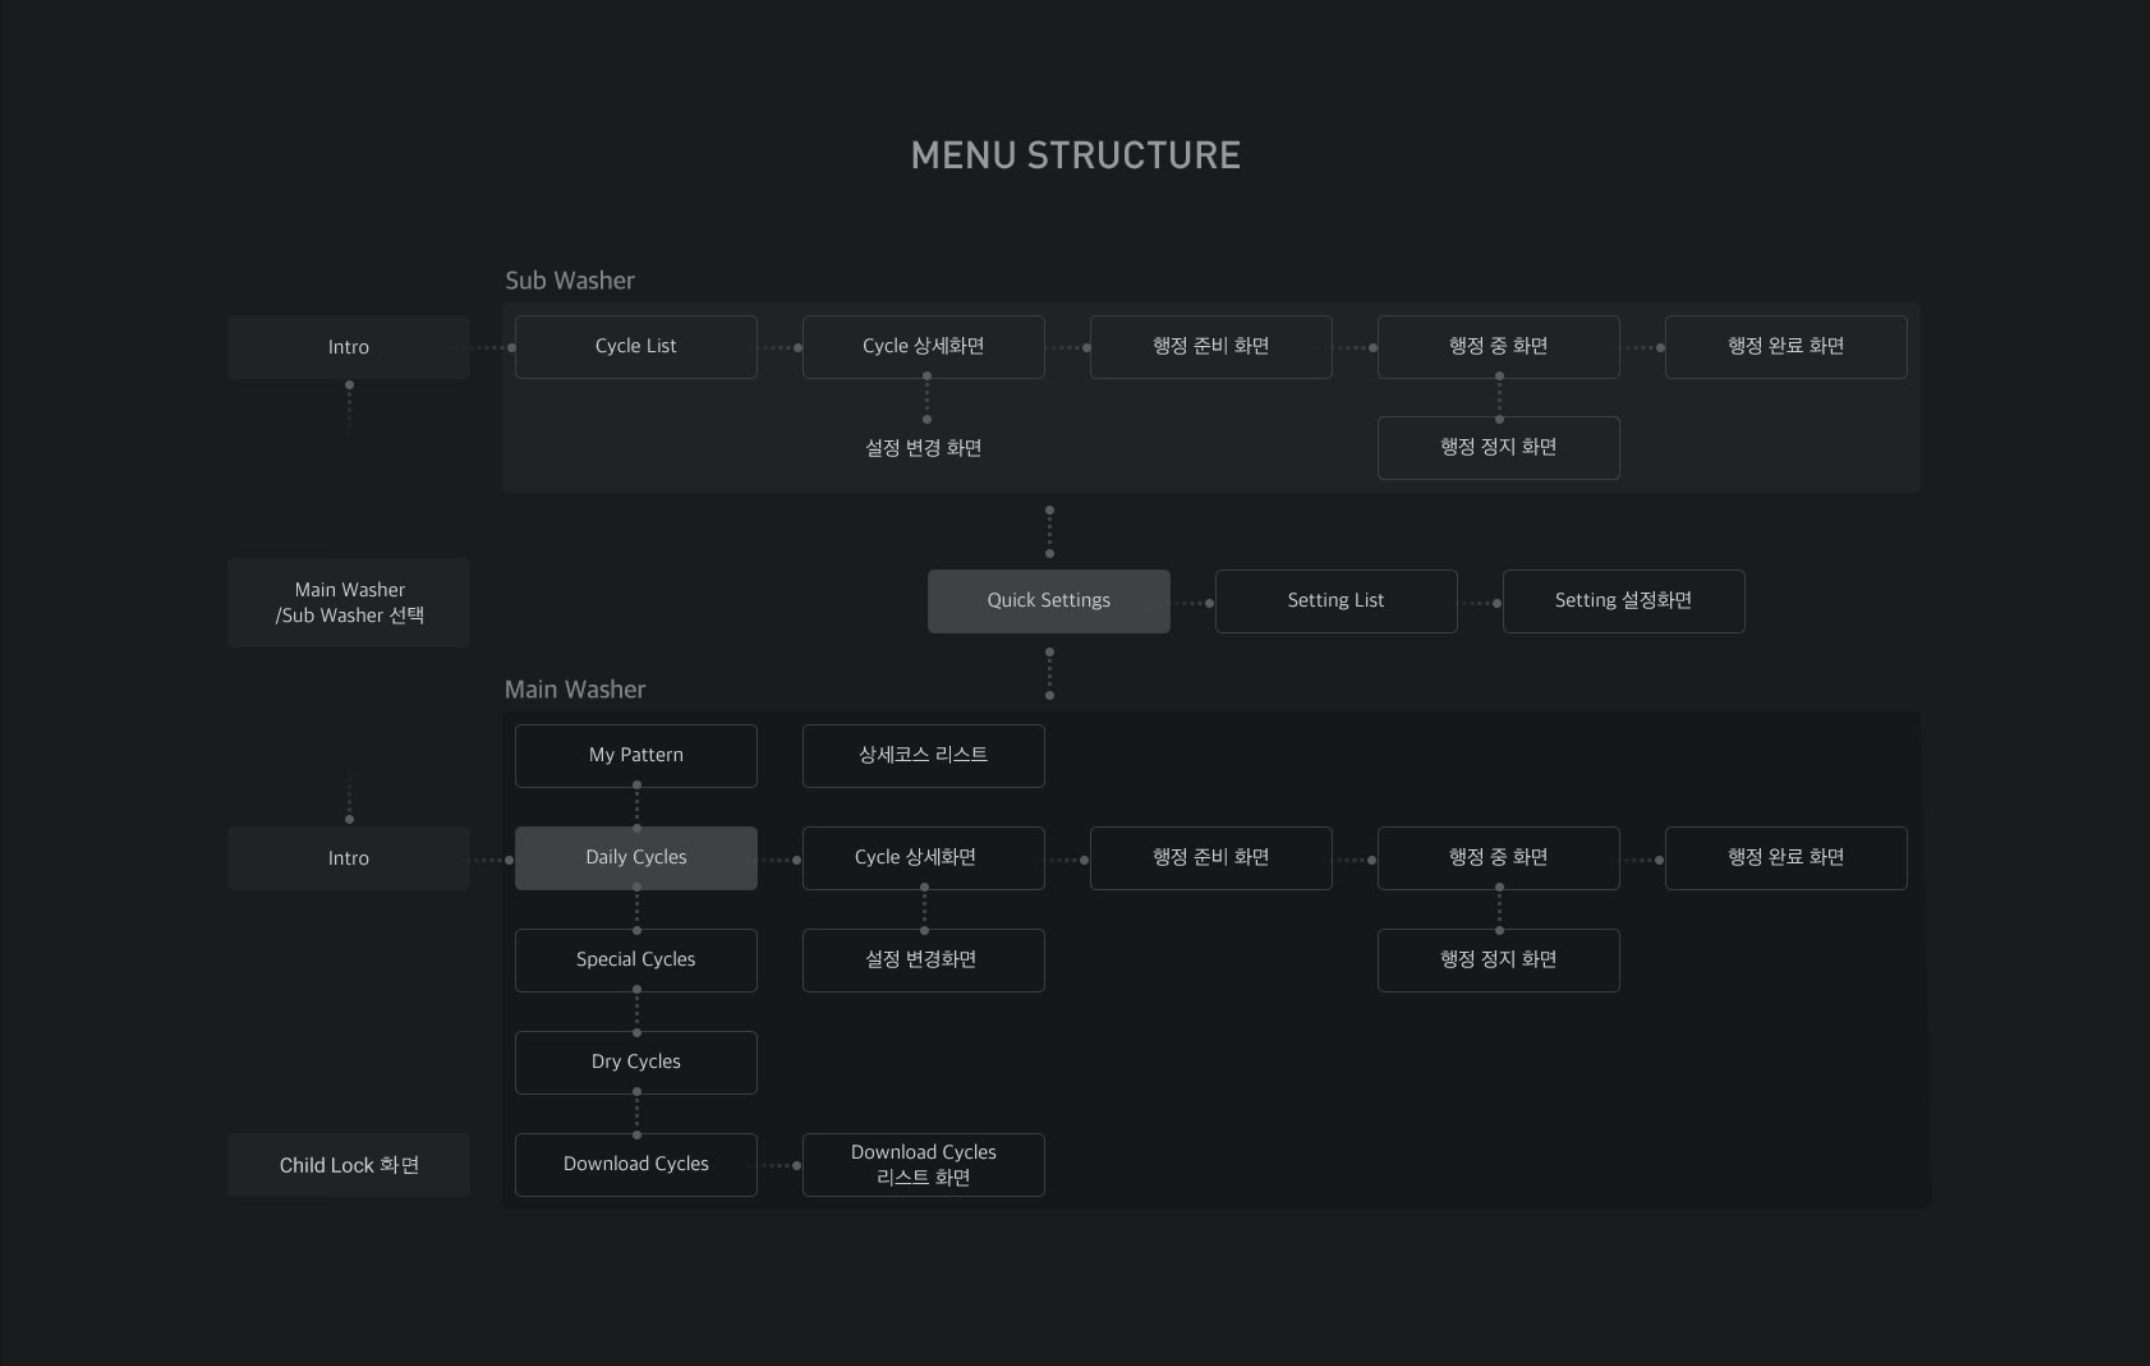 MENU STRUCTURE
Sub Washer
Intro
Cycle List
Cycle 상세화면
행정 준비 화면
행정 중 화면
행정 완료 화면
설정 변경 화면
행정 정지 화면
Main Washer
/Sub Washer 선택
Quick Settings
Setting List
Setting 설정화면
Main Washer
My Pattern
상세코스 리스트
Intro
Daily Cycles
Cycle 상세화면
행정 준비 화면
행정 중 화면
행정 완료 화면
Special Cycles
설정 변경화면
행정 정지 화면
Dry Cycles
Child Lock 화면
Download Cycles
Download Cycles
리스트 화면